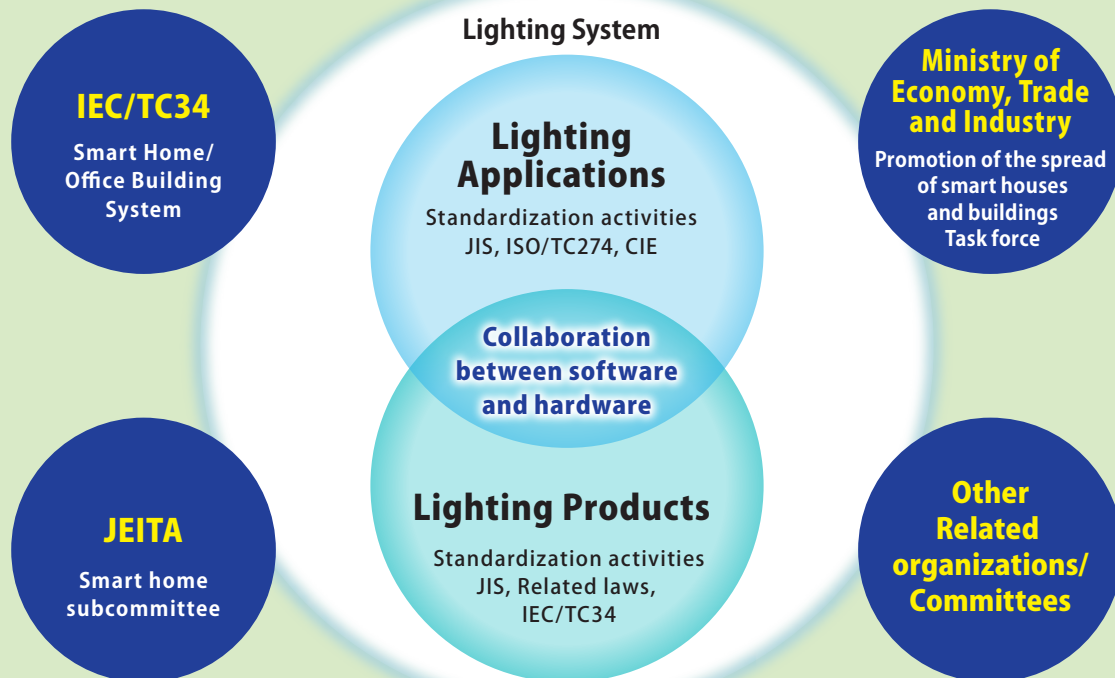 Lighting System
IEC/TC34
Smart Home/
Office Building
System
Lighting
Applications
Standardization activities
JIS, ISO/TC274, CIE
Ministry of
Economy, Trade
and Industry
Promotion of the spread
of smart houses
and buildings
Task force
Collaboration
between software
and hardware
JEITA
Smart home
subcommittee
Lighting Products
Standardization activities
JIS, Related laws,
IEC/TC34
Other
Related
organizations/
Committees